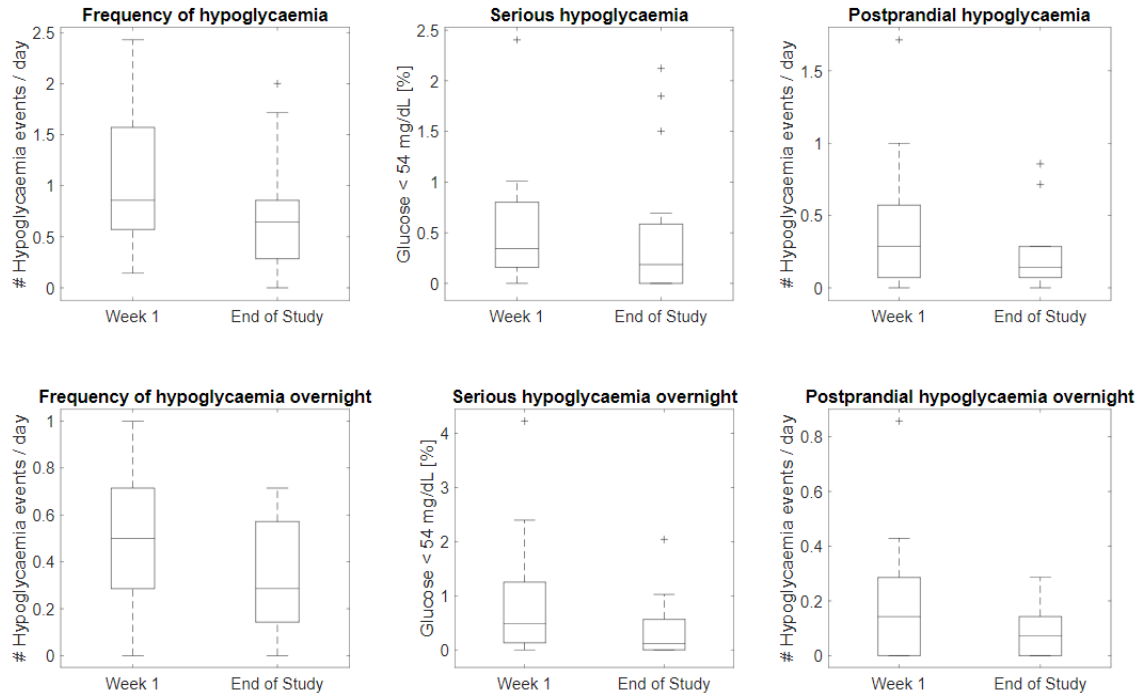 Frequency of hypoglycaemia
# Hypoglycaemia events / day
2.5
2
1.5
1
0.5
0
Week 1 End of Study
Serious hypoglycaemia
Glucose < 54 mg/dL [%]
2.5
2
1.5
1
0.5
0
Week 1 End of Study
Postprandial hypoglycaemia
# Hypoglycaemia events / day
1.5
1
0.5
0
Week 1 End of Study
Frequency of hypoglycaemia overnight
# Hypoglycaemia events / day
1
0.8
0.6
0.4
0.2
0
Week 1 End of Study
Serious hypoglycaemia overnight
Glucose < 54 mg/dL [%]
4
3
2
1
0
Week 1 End of Study
Postprandial hypoglycaemia overnight
# Hypoglycaemia events / day
0.8
0.6
0.4
0.2
0
Week 1 End of Study